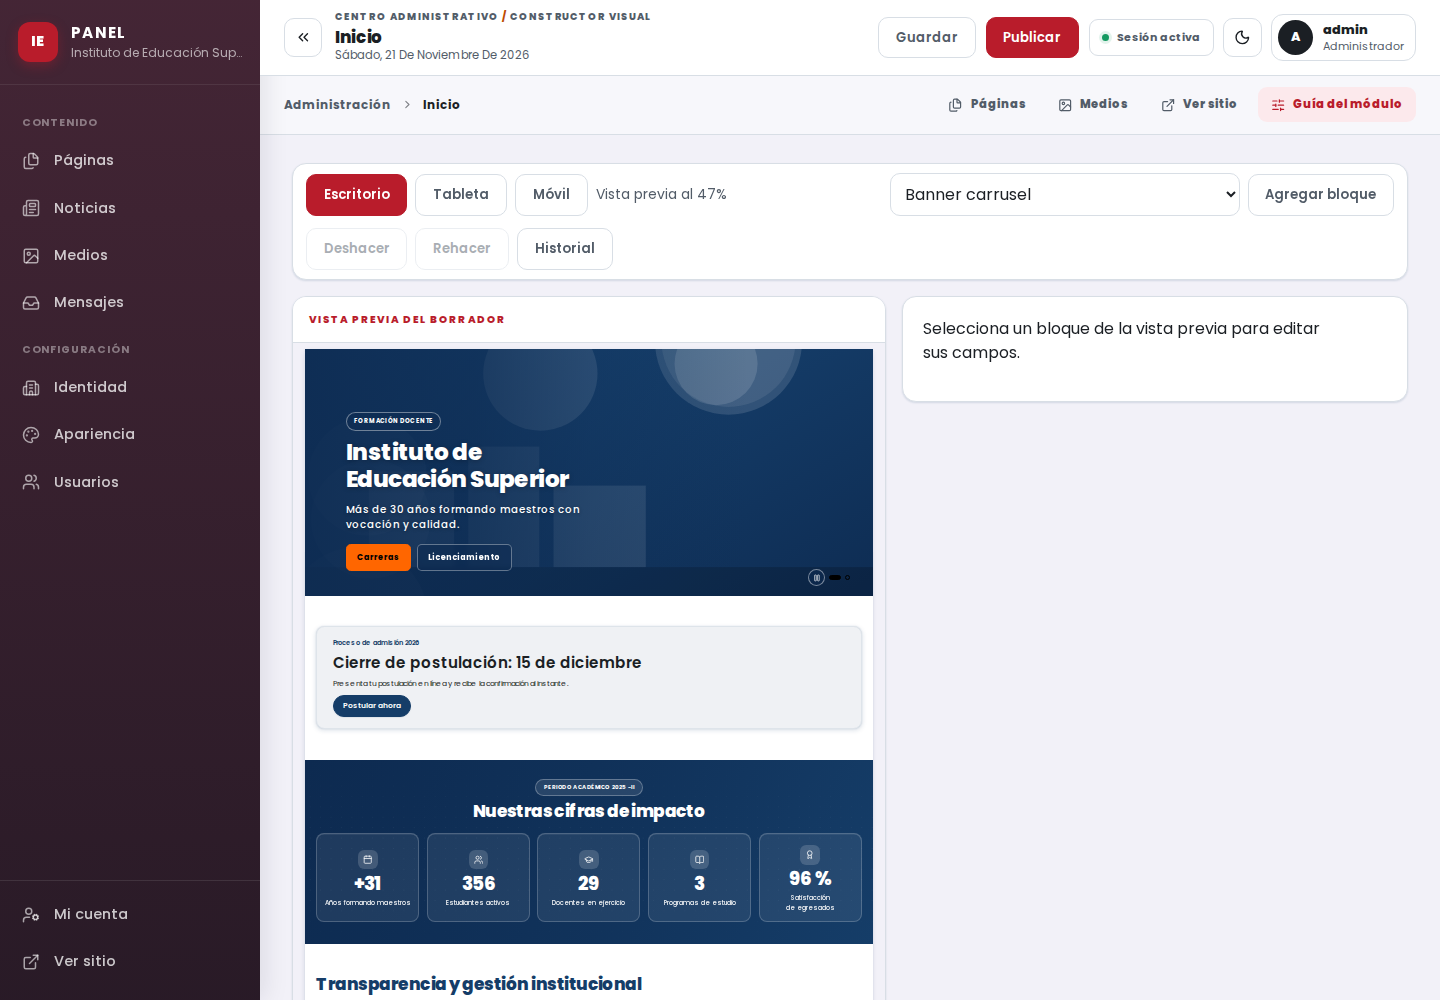 IE
PANEL
Instituto de Educación Sup...
CONTENIDO
Páginas
Noticias
Medios
Mensajes
CONFIGURACIÓN
Identidad
Apariencia
Usuarios
Mi cuenta
Ver sitio
CENTRO ADMINISTRATIVO / CONSTRUCTOR VISUAL
Inicio
Sábado, 21 De Noviembre De 2026
Guardar
Publicar
Sesión activa
A
admin
Administrador
Administración > Inicio
Páginas
Medios
Ver sitio
Guía del módulo
Escritorio
Tableta
Móvil
Vista previa al 47%
Banner carrusel
Agregar bloque
Deshacer
Rehacer
Historial
VISTA PREVIA DEL BORRADOR
FORMACIÓN DOCENTE
Instituto de
Educación Superior
Más de 30 años formando maestros con
vocación y calidad.
Carreras
Licenciamiento
Proceso de admisión 2026
Cierre de postulación: 15 de diciembre
Presenta tu postulación en línea y recibe la confirmación al instante.
Postular ahora
PERIODO ACADÉMICO 2025 -II
Nuestras cifras de impacto
+31
Años formando maestros
356
Estudiantes activos
29
Docentes en ejercicio
3
Programas de estudio
96 %
Satisfacción
de egresados
Transparencia y gestión institucional
Selecciona un bloque de la vista previa para editar
sus campos.